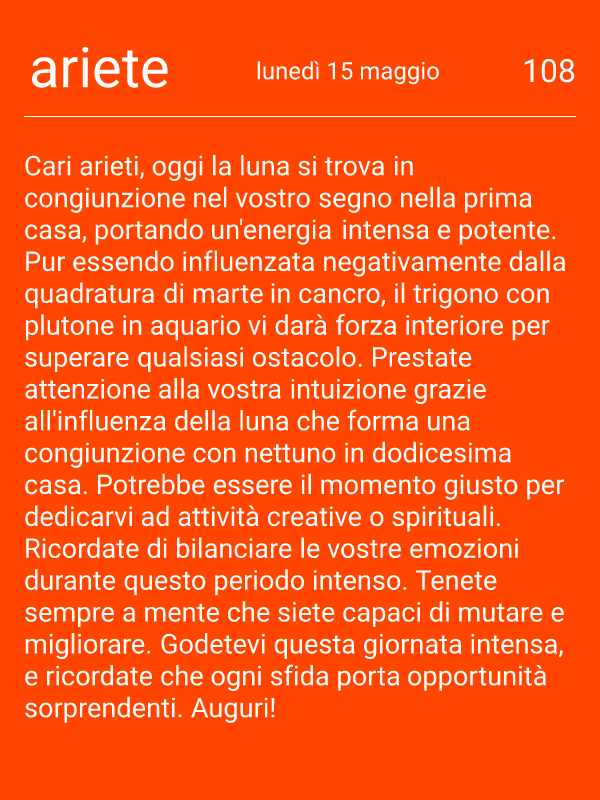 ariete lunedì 15 maggio 108
Cari arieti, oggi la luna si trova in
congiunzione nel vostro segno nella prima
casa, portando un'energia intensa e potente.
Pur essendo influenzata negativamente dalla
quadratura di marte in cancro, il trigono con
plutone in aquario vi darà forza interiore per
superare qualsiasi ostacolo. Prestate
attenzione alla vostra intuizione grazie
all'influenza della luna che forma una
congiunzione con nettuno in dodicesima
casa. Potrebbe essere il momento giusto per
dedicarvi ad attività creative o spirituali.
Ricordate di bilanciare le vostre emozioni
durante questo periodo intenso. Tenete
sempre a mente che siete capaci di mutare e
migliorare. Godetevi questa giornata intensa,
e ricordate che ogni sfida porta opportunità
sorprendenti. Auguri!